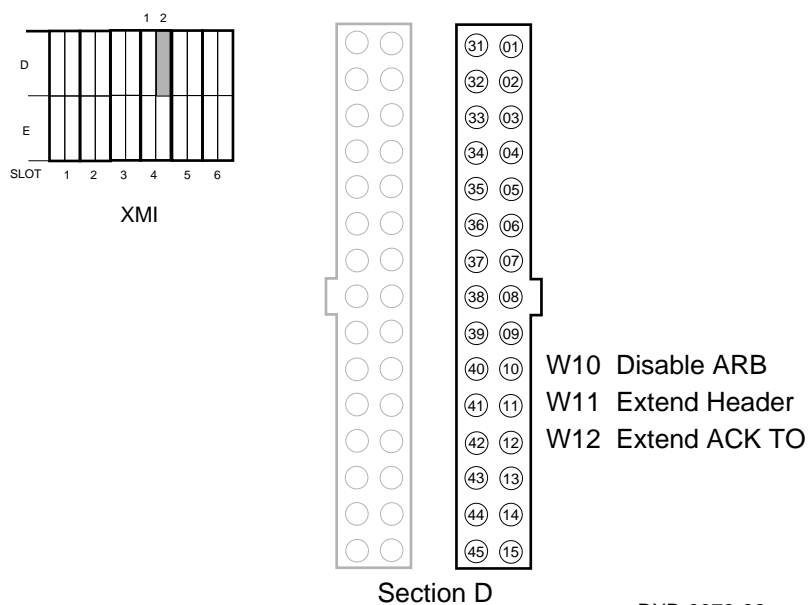 1 2
D
E
SLOT 1 2 3 4 5 6
XMI
31 01
32 02
33 03
34 04
35 05
36 06
37 07
38 08
39 09
40 10 W10 Disable ARB
41 11 W11 Extend Header
42 12 W12 Extend ACK TO
43 13
44 14
45 15
Section D